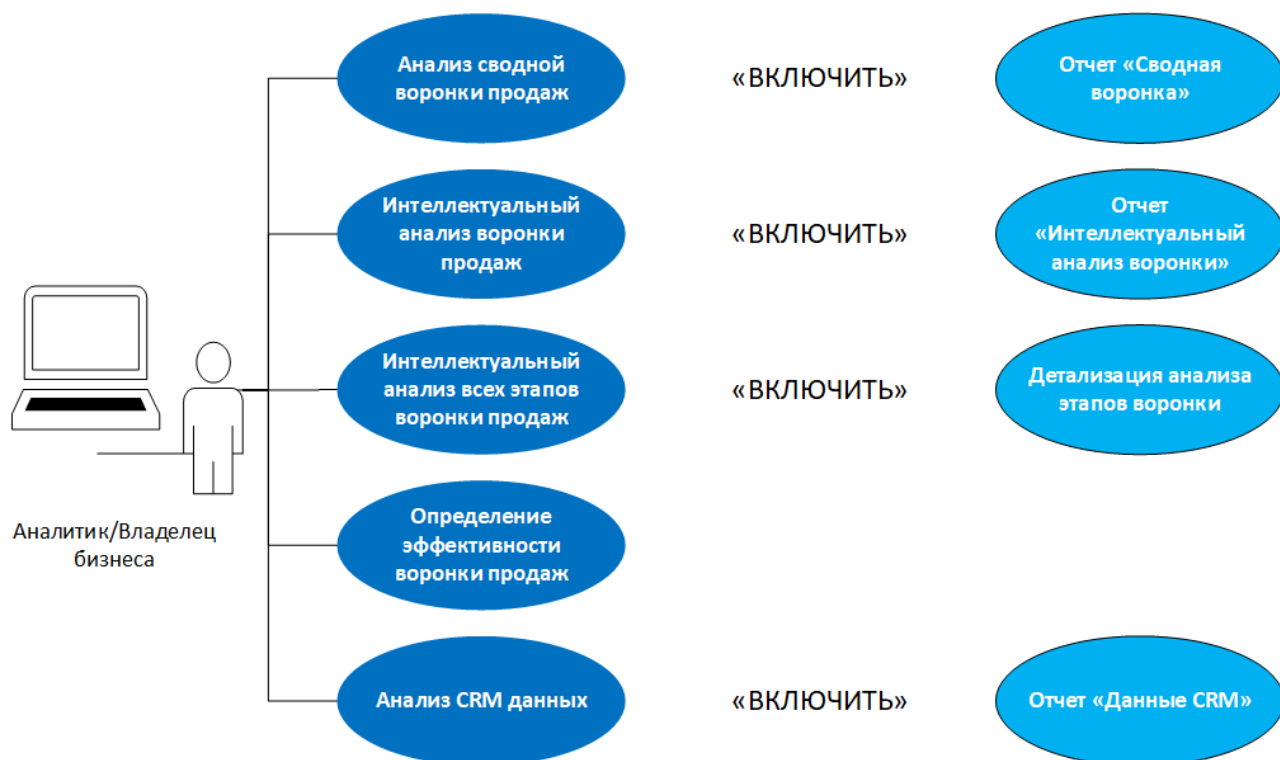 Анализ сводной
воронки продаж
«ВКЛЮЧИТЬ»
Отчет «Сводная
воронка»
Интеллектуальный
анализ воронки
продаж
«ВКЛЮЧИТЬ»
Отчет
«Интеллектуальный
анализ воронки»
Интеллектуальный
анализ всех этапов
воронки продаж
«ВКЛЮЧИТЬ»
Детализация анализа
этапов воронки
Аналитик/Владелец
бизнеса
Определение
эффективности
воронки продаж
Анализ CRM данных
«ВКЛЮЧИТЬ»
Отчет «Данные CRM»